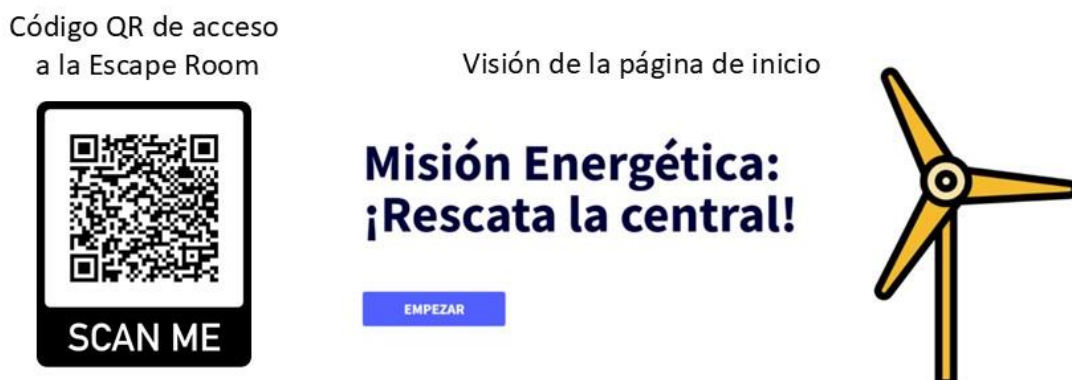 Código QR de acceso
a la Escape Room
SCAN ME
Visión de la página de inicio
Misión Energética:
¡Rescata la central!
EMPEZAR